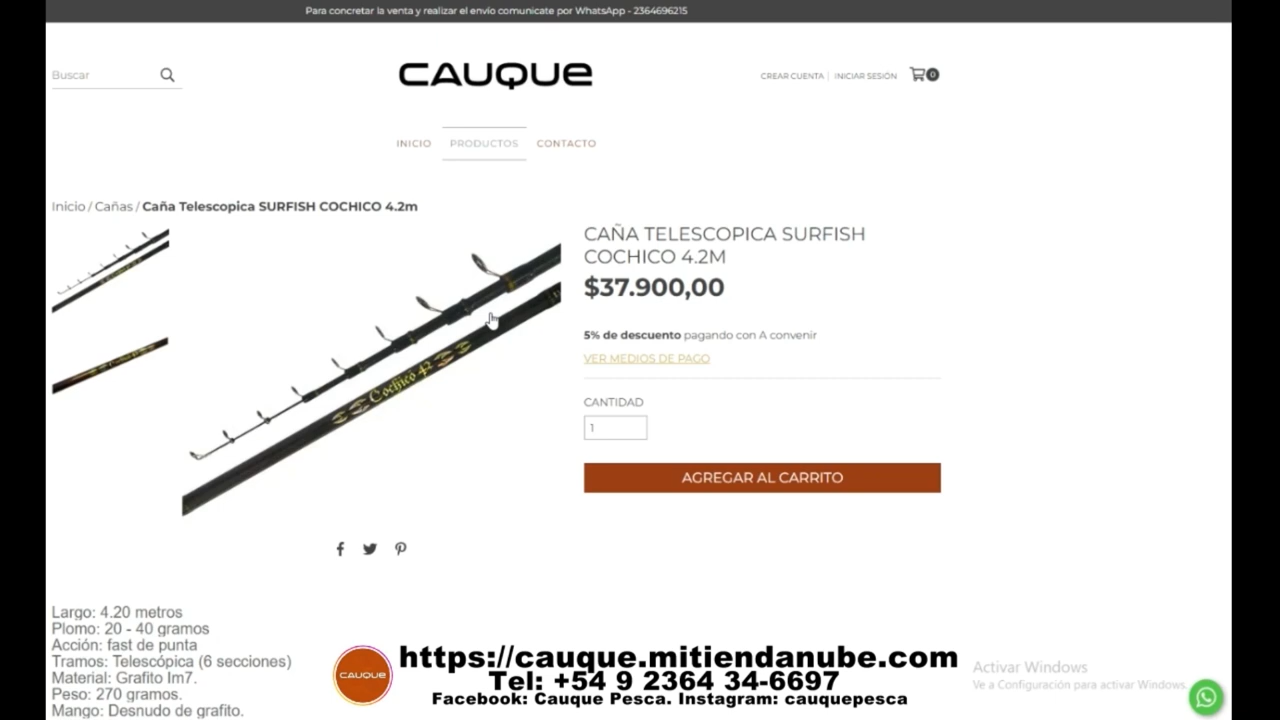 Para concretar la venta y realizar el envío comunicate por WhatsApp - 2364696215
Buscar
CAUQUE
CREAR CUENTA | INICIAR SESIÓN
0
INICIO
PRODUCTOS
CONTACTO
Inicio / Cañas / Caña Telescopica SURFISH COCHICO 4.2m
CAÑA TELESCOPICA SURFISH
COCHICO 4.2M
$37.900,00
5% de descuento pagando con A convenir
VER MEDIOS DE PAGO
CANTIDAD
1
AGREGAR AL CARRITO
Cochicó 42
Largo: 4.20 metros
Plomo: 20 - 40 gramos
Acción: fast de punta
Tramos: Telescópica (6 secciones)
Material: Grafito Im7.
Peso: 270 gramos.
Mango: Desnudo de grafito.
CAUQUE
https://cauque.mitiendanube.com
Tel: +54 9 2364 34-6697
Facebook: Cauque Pesca. Instagram: cauquepesca
Activar Windows
Ve a Configuración para activar Windows.